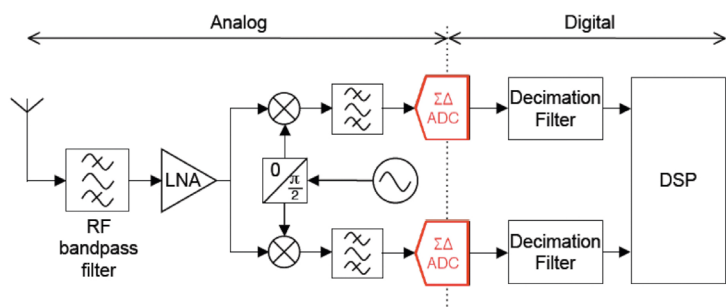 Analog
Digital
ΣΔ
ADC
Decimation
Filter
LNA
0
π
2
DSP
RF
bandpass
filter
ΣΔ
ADC
Decimation
Filter